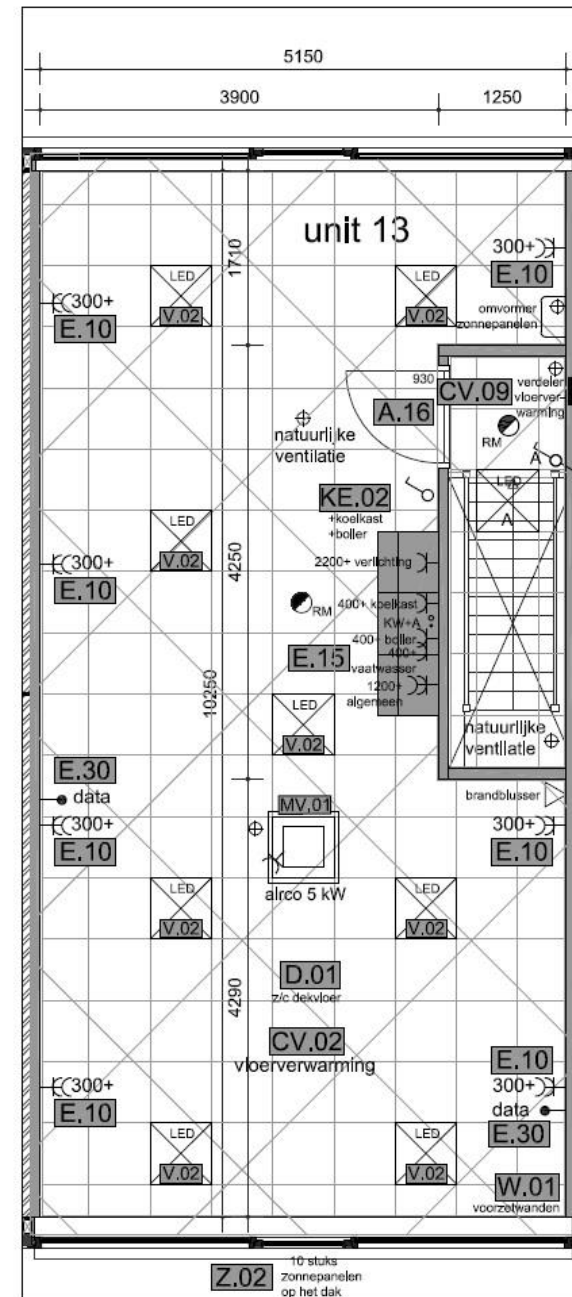 5150
3900
1250
unit 13
1710
LED
V.02
LED
V.02
300+
E.10
300+
E.10
omvormer
zonnepanelen
930
CV.09
verdeler
vloerver-
warming
A.16
RM
natuurlijke
ventilatie
A
LED
A
KE.02
+koelkast
+boiler
LED
V.02
300+
E.10
4250
2200+ verlichting
400+ koelkast
KW+A
400+ boiler
400+
vaatwasser
1200+
algemeen
RM
E.15
10250
LED
V.02
natuurlijke
ventilatie
E.30
data
300+
E.10
MV.01
airco 5 kW
brandblusser
300+
E.10
LED
V.02
LED
V.02
4290
D.01
z/c dekvloer
CV.02
vloerverwarming
300+
E.10
E.10
300+
data
E.30
LED
V.02
LED
V.02
W.01
voorzetwanden
Z.02
10 stuks
zonnepanelen
op het dak